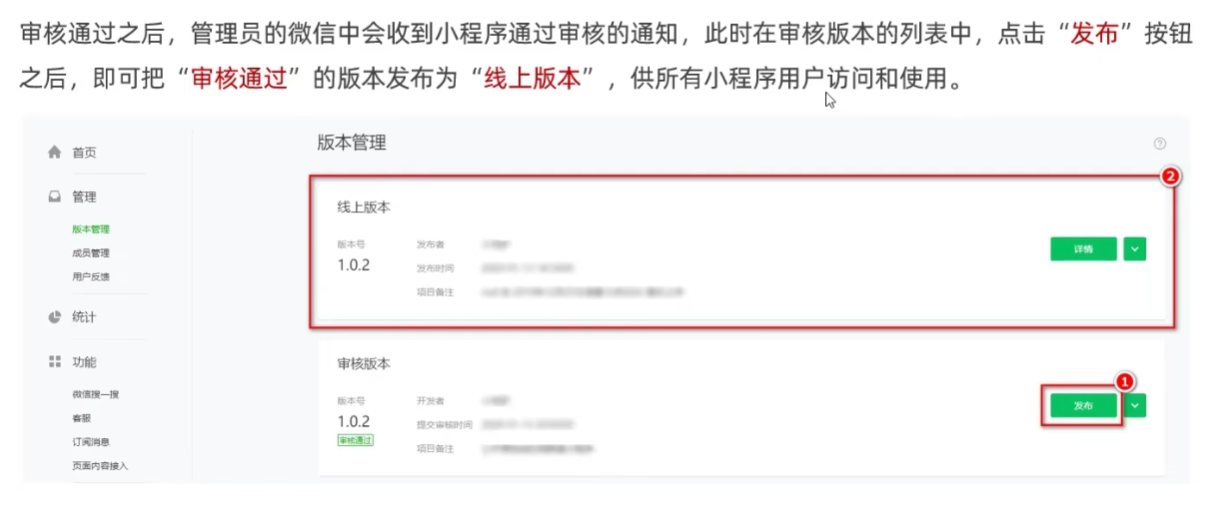 审核通过之后，管理员的微信中会收到小程序通过审核的通知，此时在审核版本的列表中，点击“发布”按钮
之后，即可把“审核通过”的版本发布为“线上版本”，供所有小程序用户访问和使用。
首页
管理
版本管理
成员管理
用户反馈
统计
功能
微信搜一搜
客服
订阅消息
页面内容接入
版本管理
?
2
线上版本
版本号
1.0.2
发布者
发布时间
项目备注
详情
审核版本
版本号
1.0.2
审核通过
开发者
提交审核时间
项目备注
1
发布